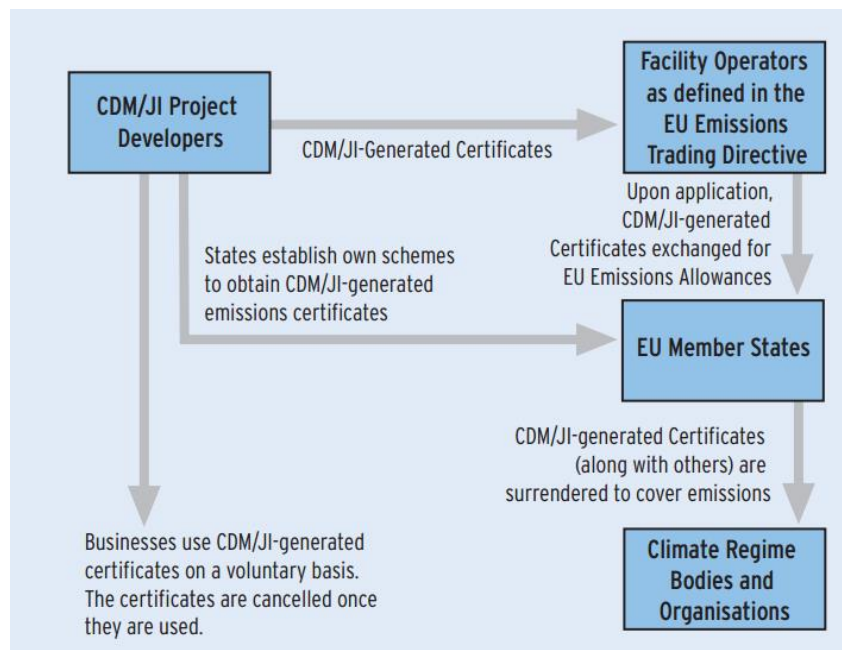 CDM/JI Project
Developers
CDM/JI-Generated Certificates
Facility Operators
as defined in the
EU Emissions
Trading Directive
Upon application,
CDM/JI-generated
Certificates exchanged for
EU Emissions Allowances
States establish own schemes
to obtain CDM/JI-generated
emissions certificates
EU Member States
CDM/JI-generated Certificates
(along with others) are
surrendered to cover emissions
Businesses use CDM/JI-generated
certificates on a voluntary basis.
The certificates are cancelled once
they are used.
Climate Regime
Bodies and
Organisations